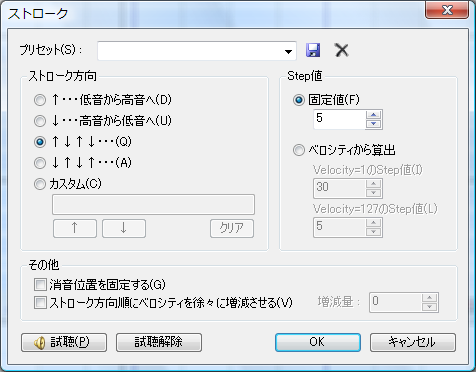 ストローク
プリセット(S):
ストローク方向
↑・・・低音から高音へ(D)
↓・・・高音から低音へ(U)
↑↓↑↓・・・(Q)
↓↑↓↑・・・(A)
カスタム(C)
↑ ↓ クリア
Step値
固定値(F)
5
ベロシティから算出
Velocity=1のStep値(I)
30
Velocity=127のStep値(L)
5
その他
消音位置を固定する(G)
ストローク方向順にベロシティを徐々に増減させる(V) 増減量: 0
試聴(P) 試聴解除 OK キャンセル